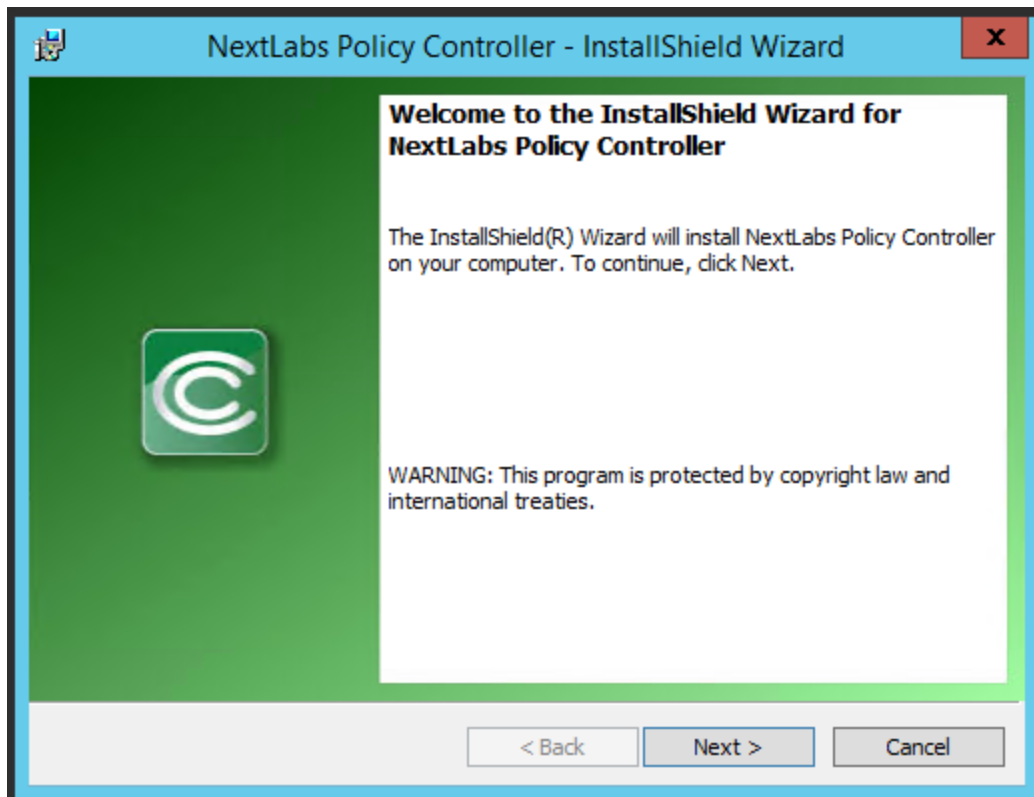 NextLabs Policy Controller - InstallShield Wizard
x
Welcome to the InstallShield Wizard for
NextLabs Policy Controller
The InstallShield(R) Wizard will install NextLabs Policy Controller
on your computer. To continue, click Next.
WARNING: This program is protected by copyright law and
international treaties.
< Back
Next >
Cancel